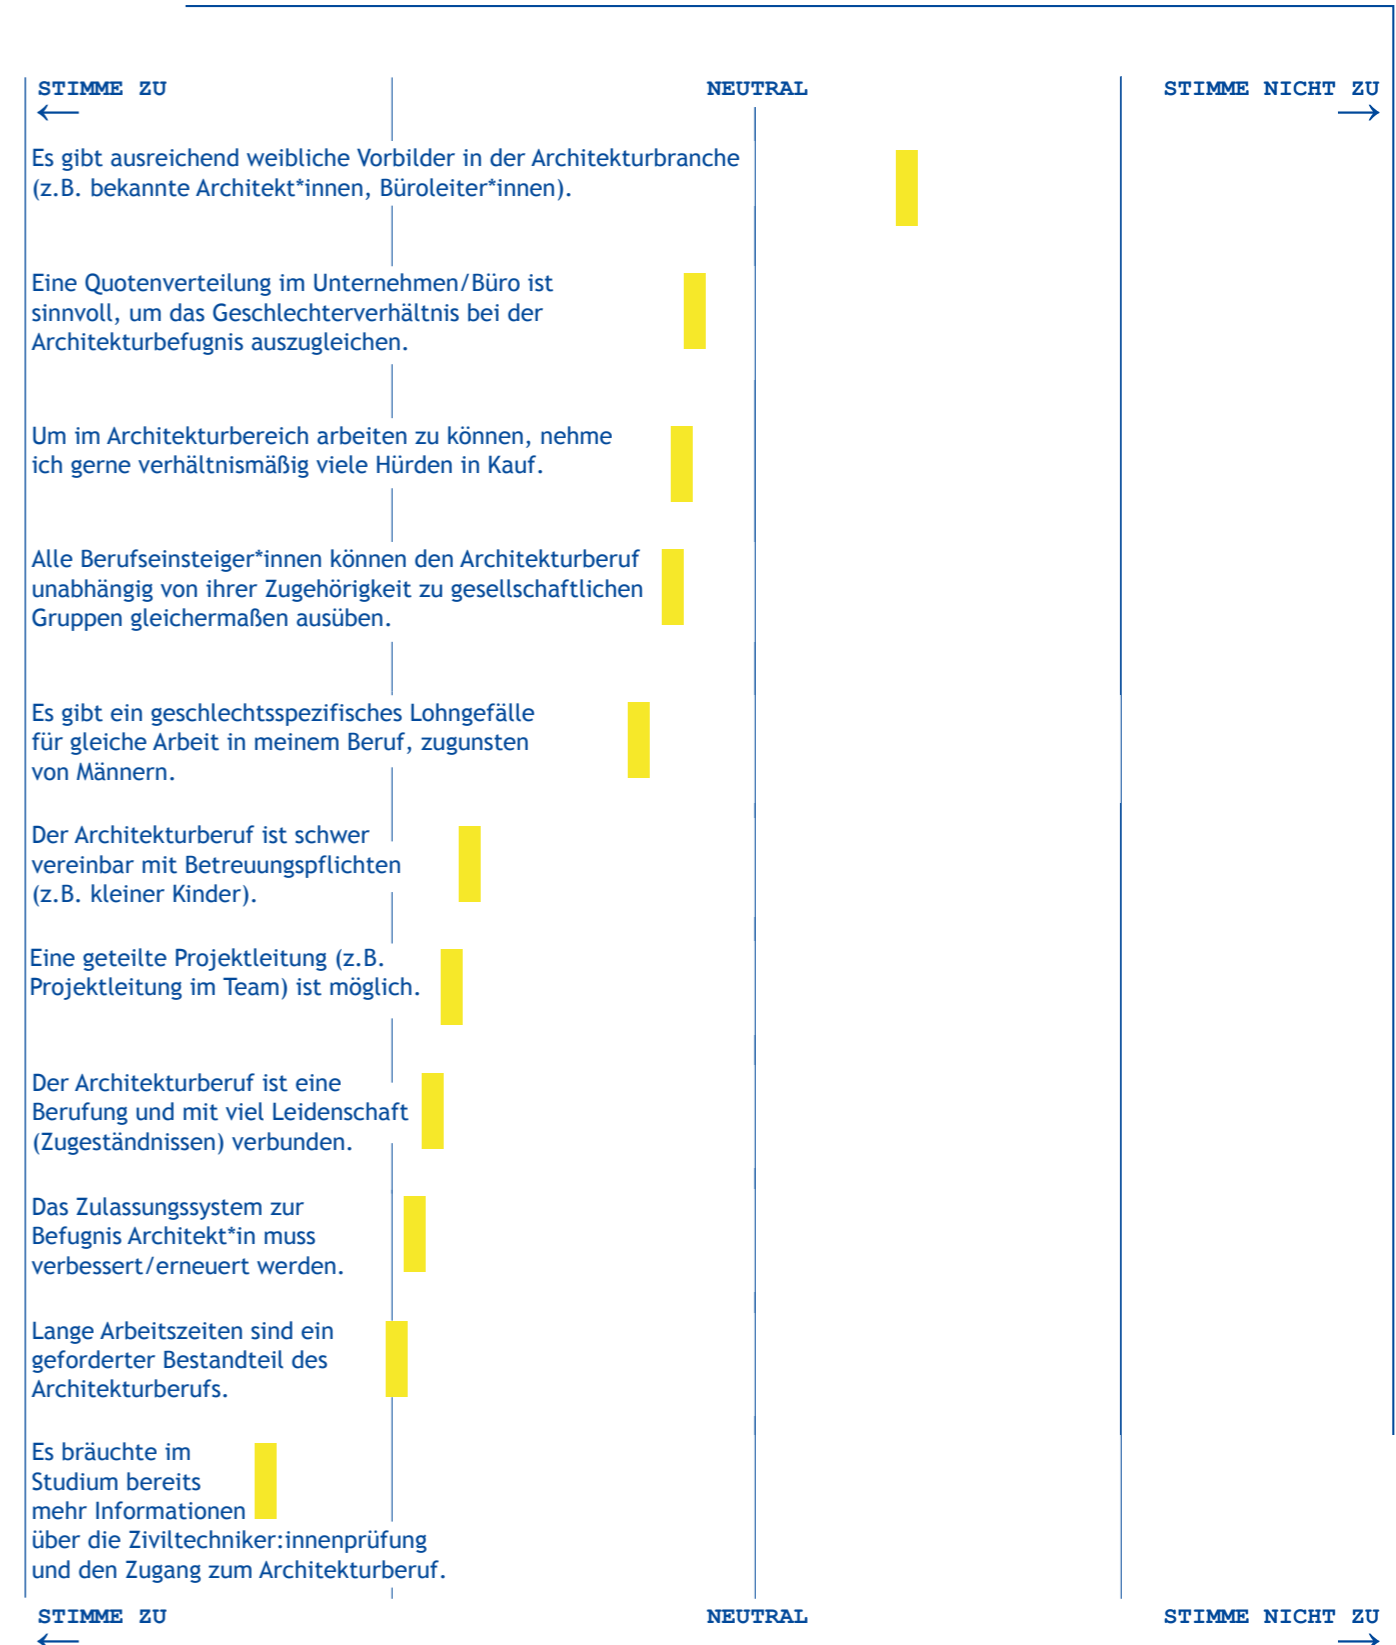 STIMME ZU NEUTRAL STIMME NICHT ZU
← →
Es gibt ausreichend weibliche Vorbilder in der Architekturbranche
(z.B. bekannte Architekt*innen, Büroleiter*innen).
Eine Quotenverteilung im Unternehmen/Büro ist
sinnvoll, um das Geschlechterverhältnis bei der
Architekturbefugnis auszugleichen.
Um im Architekturbereich arbeiten zu können, nehme
ich gerne verhältnismäßig viele Hürden in Kauf.
Alle Berufseinsteiger*innen können den Architekturberuf
unabhängig von ihrer Zugehörigkeit zu gesellschaftlichen
Gruppen gleichermaßen ausüben.
Es gibt ein geschlechtsspezifisches Lohngefälle
für gleiche Arbeit in meinem Beruf, zugunsten
von Männern.
Der Architekturberuf ist schwer
vereinbar mit Betreuungspflichten
(z.B. kleiner Kinder).
Eine geteilte Projektleitung (z.B.
Projektleitung im Team) ist möglich.
Der Architekturberuf ist eine
Berufung und mit viel Leidenschaft
(Zugeständnissen) verbunden.
Das Zulassungssystem zur
Befugnis Architekt*in muss
verbessert/erneuert werden.
Lange Arbeitszeiten sind ein
geforderter Bestandteil des
Architekturberufs.
Es bräuchte im
Studium bereits
mehr Informationen
über die Ziviltechniker:innenprüfung
und den Zugang zum Architekturberuf.
STIMME ZU NEUTRAL STIMME NICHT ZU
← →